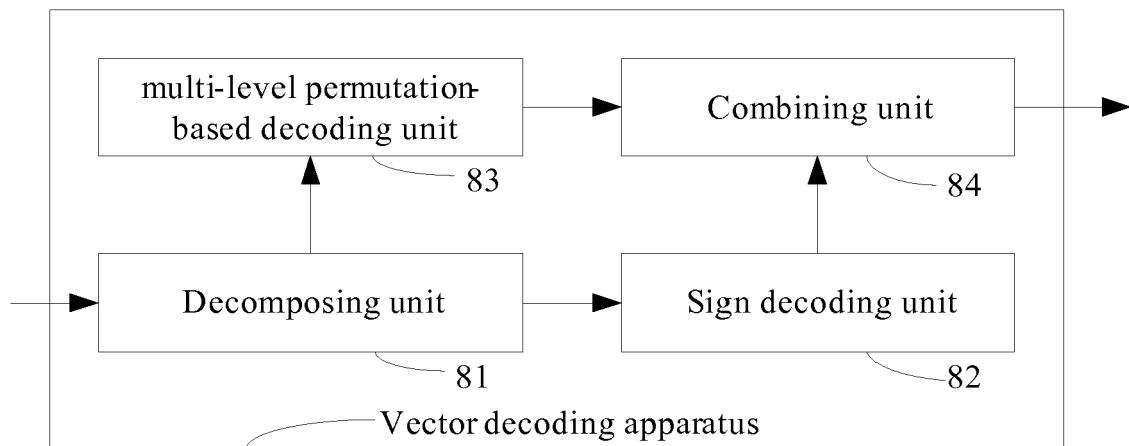 multi-level permutation-
based decoding unit
Combining unit
83
84
Decomposing unit
Sign decoding unit
81
82
Vector decoding apparatus